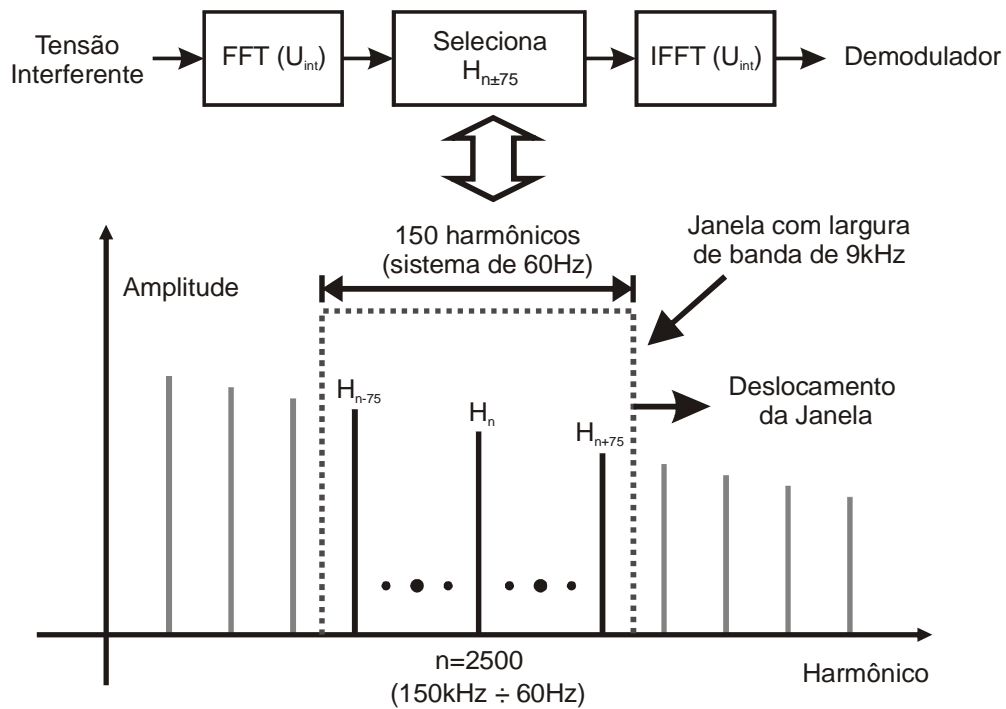 Tensão
Interferente
FFT (U_int)
Seleciona
H_n±75
IFFT (U_int)
Demodulador
150 harmônicos
(sistema de 60Hz)
Janela com largura
de banda de 9kHz
Amplitude
H_n-75
H_n
H_n+75
Deslocamento
da Janela
n=2500
(150kHz ÷ 60Hz)
Harmônico